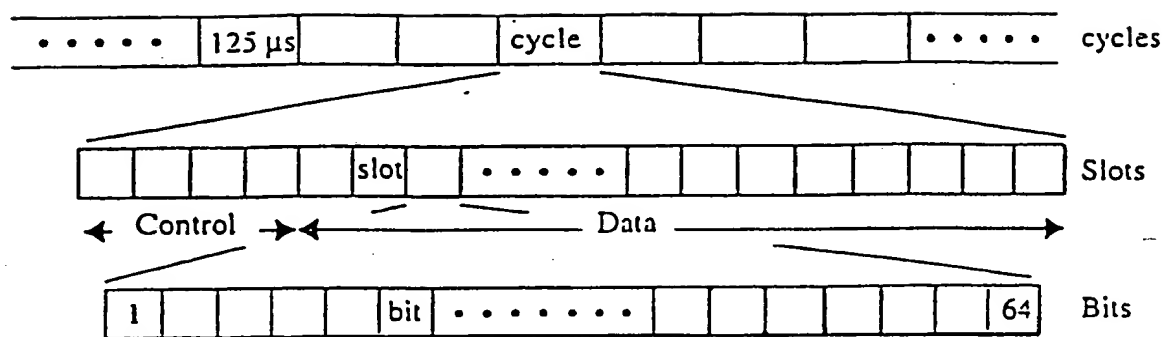 • • • • • 125 µs cycle • • • • • cycles
slot • • • • • Slots
Control Data
1 bit • • • • • • • 64 Bits